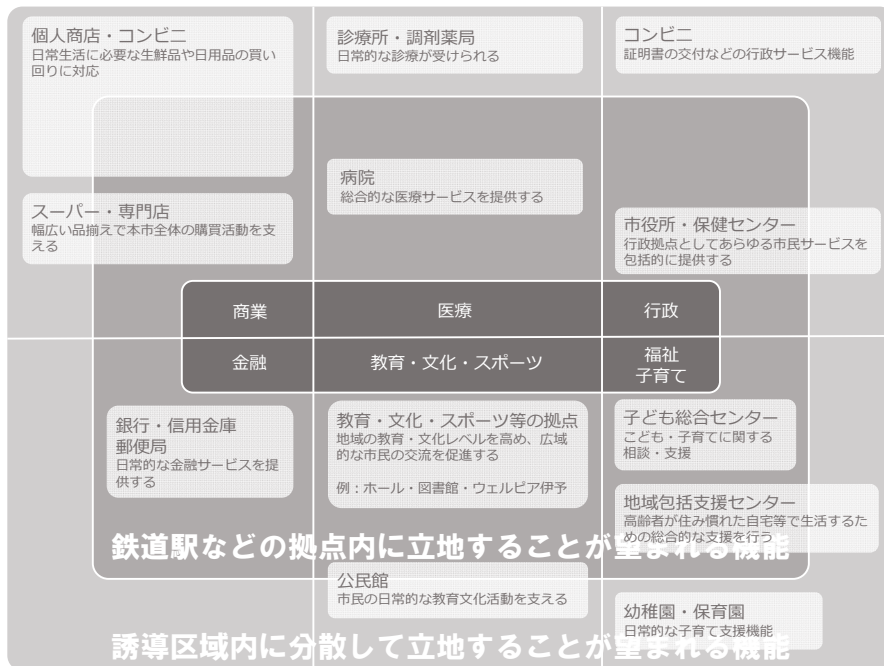 個人商店・コンビニ
日常生活に必要な生鮮品や日用品の買い
回りに対応
診療所・調剤薬局
日常的な診療が受けられる
コンビニ
証明書の交付などの行政サービス機能
病院
総合的な医療サービスを提供する
スーパー・専門店
幅広い品揃えで本市全体の購買活動を支
える
市役所・保健センター
行政拠点としてあらゆる市民サービスを
包括的に提供する
商業
医療
行政
金融
教育・文化・スポーツ
福祉
子育て
銀行・信用金庫
郵便局
日常的な金融サービスを提
供する
教育・文化・スポーツ等の拠点
地域の教育・文化レベルを高め、広域
的な市民の交流を促進する
例：ホール・図書館・ウェルピア伊予
子ども総合センター
こども・子育てに関する
相談・支援
地域包括支援センター
高齢者が住み慣れた自宅等で生活するた
めの総合的な支援を行う
鉄道駅などの拠点内に立地することが望まれる機能
公民館
市民の日常的な教育文化活動を支える
幼稚園・保育園
日常的な子育て支援機能
誘導区域内に分散して立地することが望まれる機能